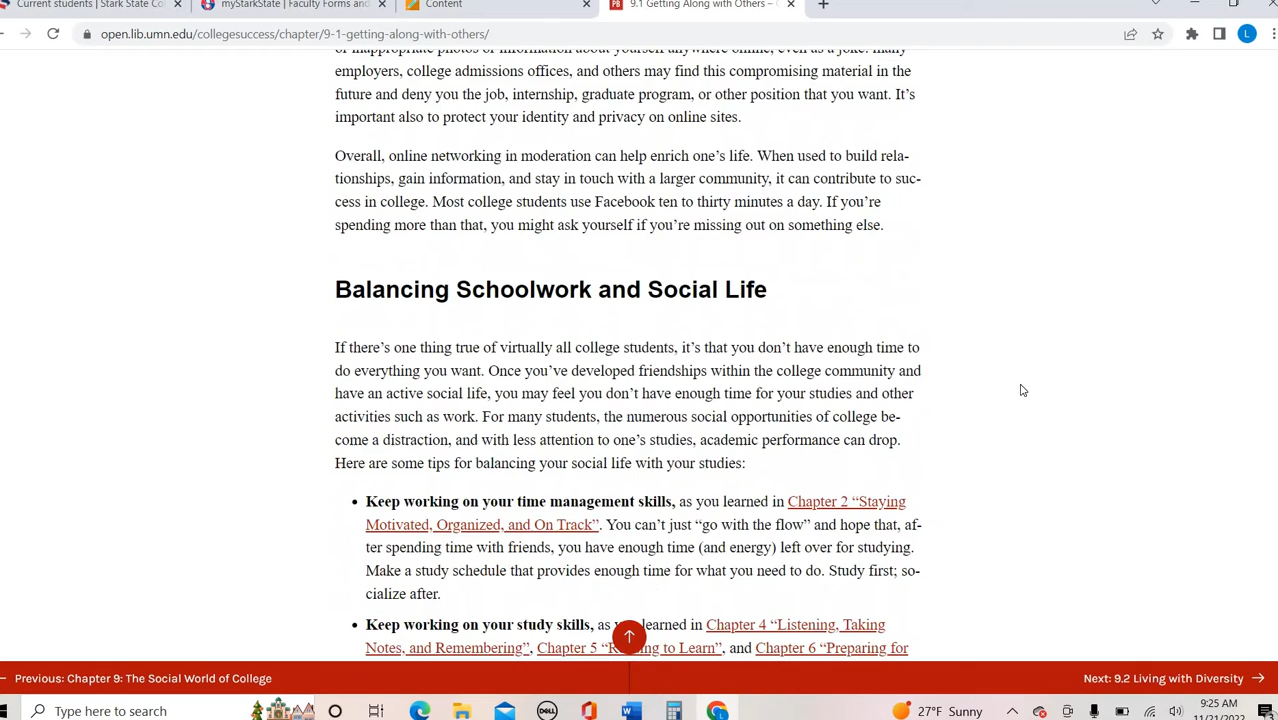 Current students | Stark State Co
myStarkState | Faculty Forms and
Content
9.1 Getting Along with Others –
open.lib.umn.edu/collegesuccess/chapter/9-1-getting-along-with-others/
L
of inappropriate photos or information about yourself anywhere online, even as a joke. Many
employers, college admissions offices, and others may find this compromising material in the
future and deny you the job, internship, graduate program, or other position that you want. It’s
important also to protect your identity and privacy on online sites.
Overall, online networking in moderation can help enrich one’s life. When used to build rela-
tionships, gain information, and stay in touch with a larger community, it can contribute to suc-
cess in college. Most college students use Facebook ten to thirty minutes a day. If you’re
spending more than that, you might ask yourself if you’re missing out on something else.
Balancing Schoolwork and Social Life
If there’s one thing true of virtually all college students, it’s that you don’t have enough time to
do everything you want. Once you’ve developed friendships within the college community and
have an active social life, you may feel you don’t have enough time for your studies and other
activities such as work. For many students, the numerous social opportunities of college be-
come a distraction, and with less attention to one’s studies, academic performance can drop.
Here are some tips for balancing your social life with your studies:
Keep working on your time management skills, as you learned in Chapter 2 “Staying
Motivated, Organized, and On Track”. You can’t just “go with the flow” and hope that, af-
ter spending time with friends, you have enough time (and energy) left over for studying.
Make a study schedule that provides enough time for what you need to do. Study first; so-
cialize after.
Keep working on your study skills, as you learned in Chapter 4 “Listening, Taking
Notes, and Remembering”, Chapter 5 “Reading to Learn”, and Chapter 6 “Preparing for
Previous: Chapter 9: The Social World of College
Next: 9.2 Living with Diversity
Type here to search
DELL
27°F Sunny
9:25 AM